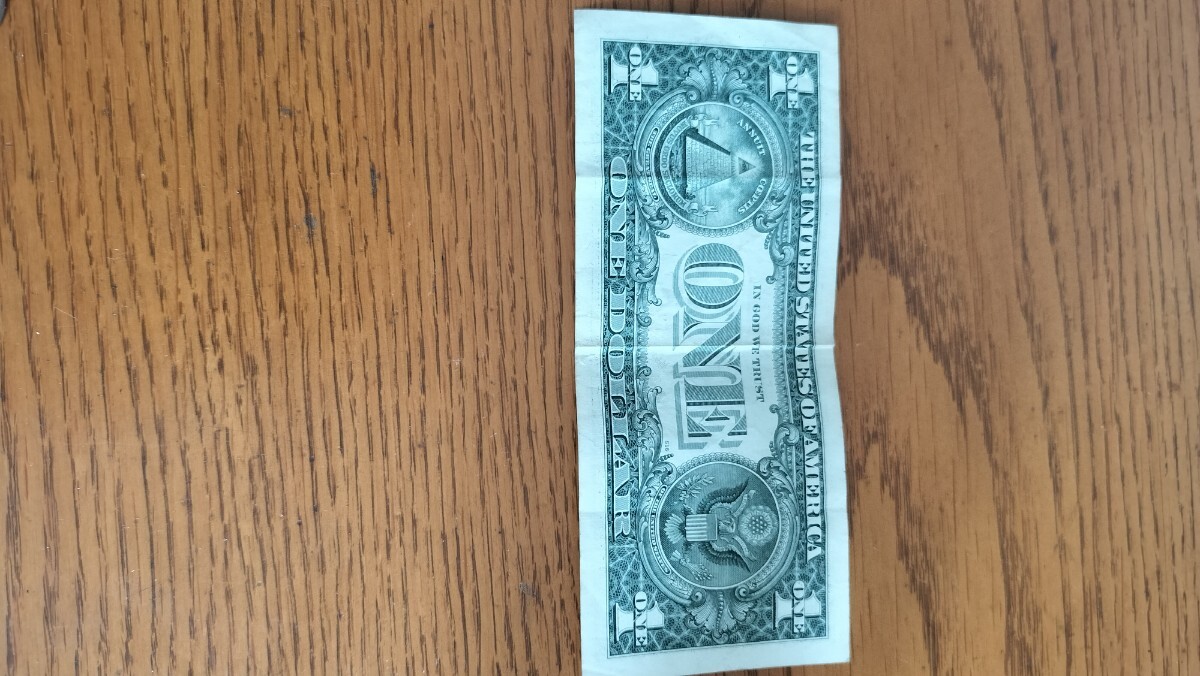 THE UNITED STATES OF AMERICA
ONE
ONE
ANNUIT COEPTIS
IN GOD WE TRUST
ONE
ONE DOLLAR
ONE
ONE